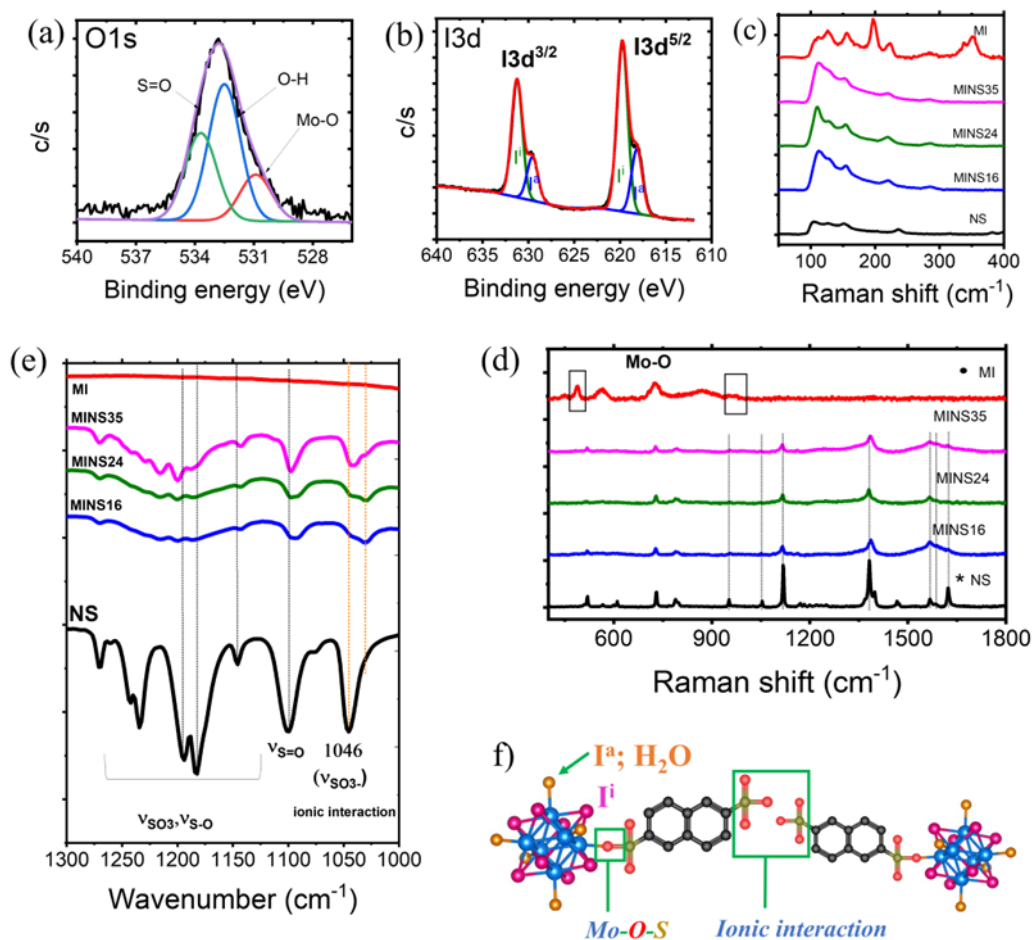 (a)
O1s
S=O
O-H
Mo-O
c/s
540 537 534 531 528
Binding energy (eV)
(b)
I3d
I3d3/2
I3d5/2
Ii
Ia
Ii
Ia
c/s
640 635 630 625 620 615 610
Binding energy (eV)
(c)
MI
MINS35
MINS24
MINS16
NS
100 200 300 400
Raman shift (cm-1)
(e)
MI
MINS35
MINS24
MINS16
NS
νS=O
1046
(νSO3-)
ionic interaction
νSO3,νS-O
1300 1250 1200 1150 1100 1050 1000
Wavenumber (cm-1)
(d)
Mo-O
• MI
MINS35
MINS24
MINS16
* NS
600 900 1200 1500 1800
Raman shift (cm-1)
f)
Ia; H2O
Ii
Mo-O-S
Ionic interaction